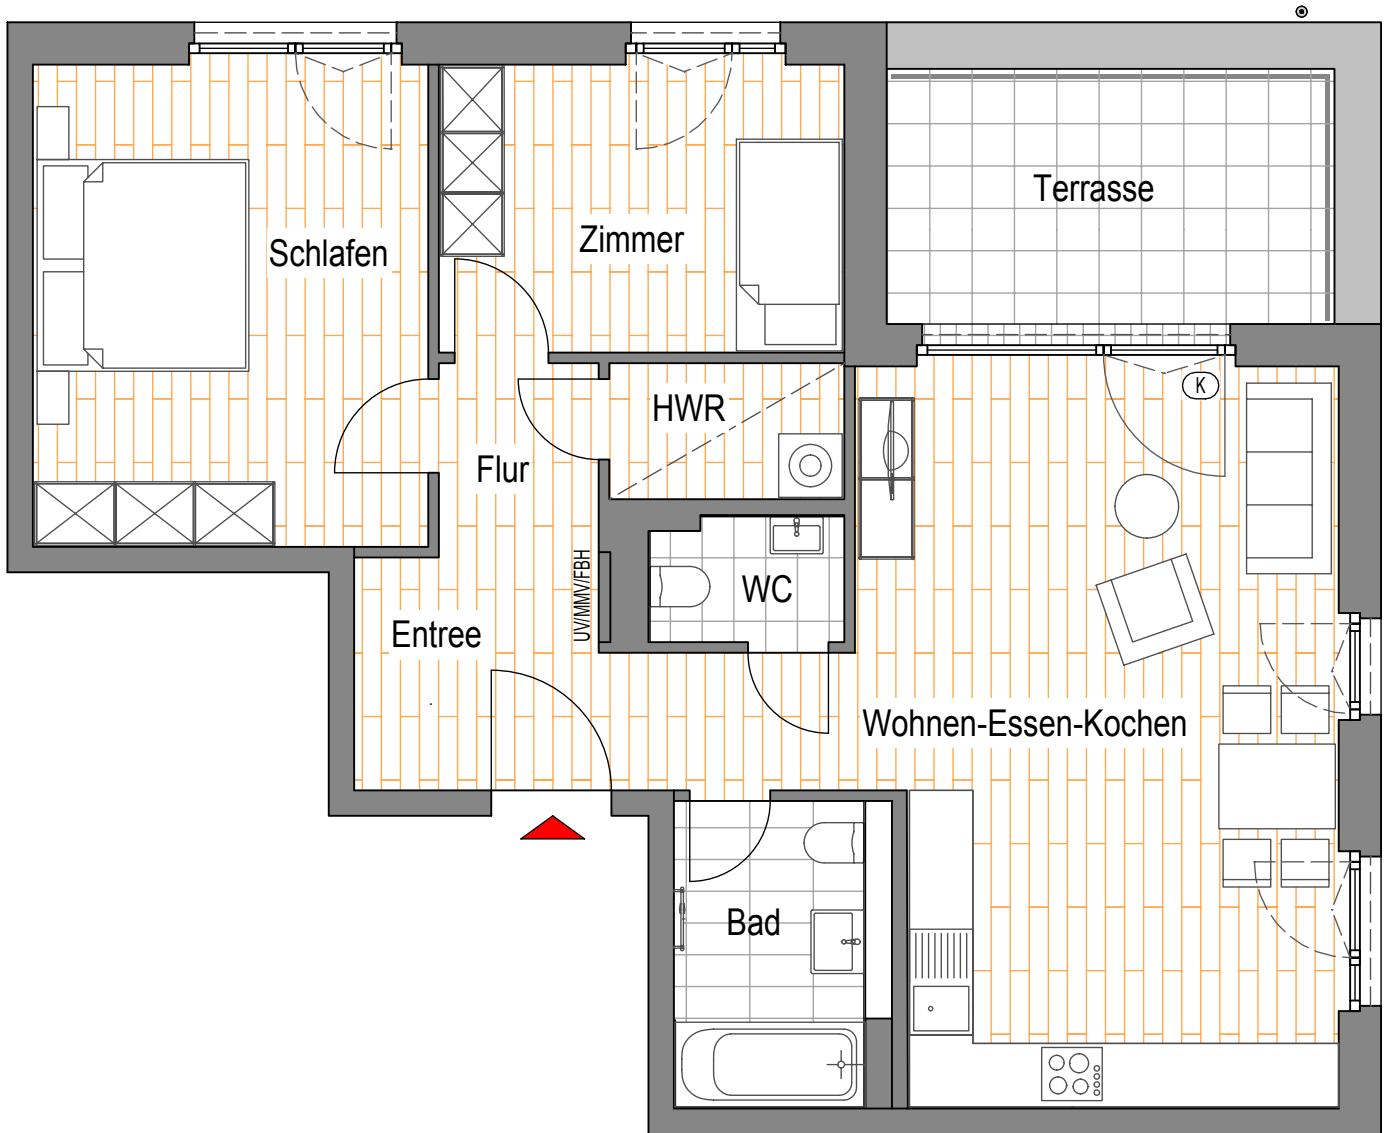 Terrasse
Schlafen
Zimmer
K
HWR
Flur
WC
UV/MMV/FBH
Entree
Wohnen-Essen-Kochen
Bad